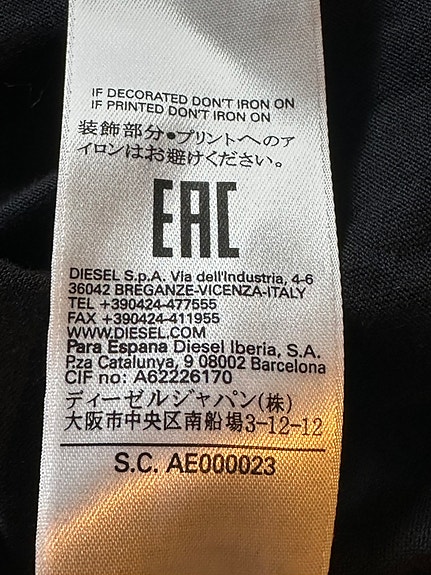 IF DECORATED DON'T IRON ON
IF PRINTED DON'T IRON ON
装飾部分●プリントへのア
イロンはお避けください。
EAC
DIESEL S.p.A. Via dell'Industria, 4-6
36042 BREGANZE-VICENZA-ITALY
TEL +390424-477555
FAX +390424-411955
WWW.DIESEL.COM
Para Espana Diesel Iberia, S.A.
P.za Catalunya, 9 08002 Barcelona
CIF no: A62226170
ディーゼルジャパン(株)
大阪市中央区南船場3-12-12
S.C. AE000023